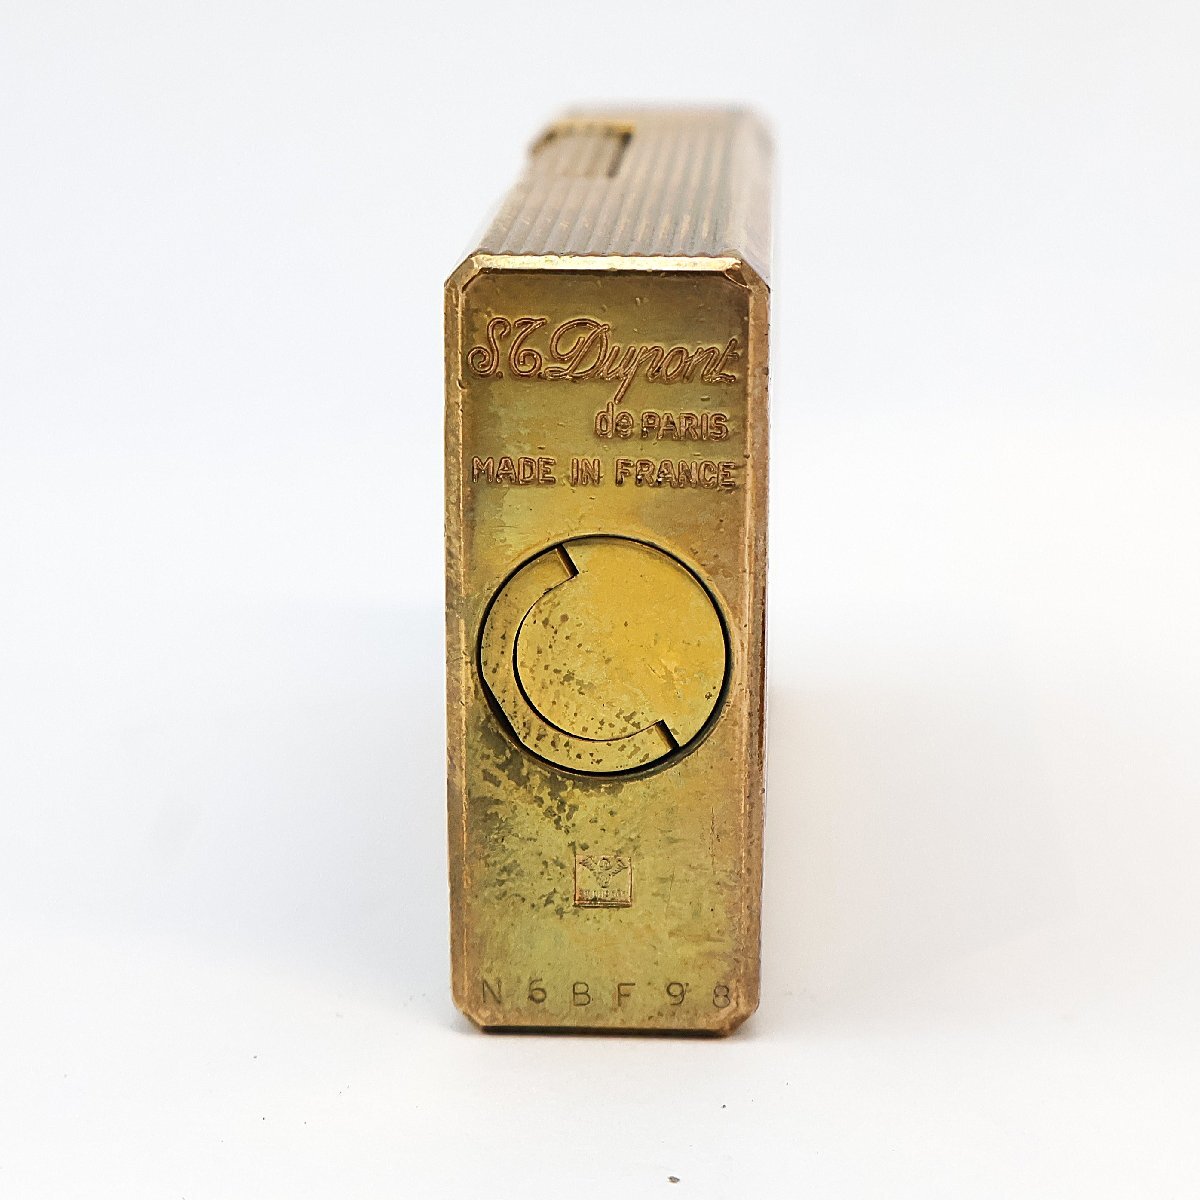 S.T. Dupont
de PARIS
MADE IN FRANCE
N6BF98